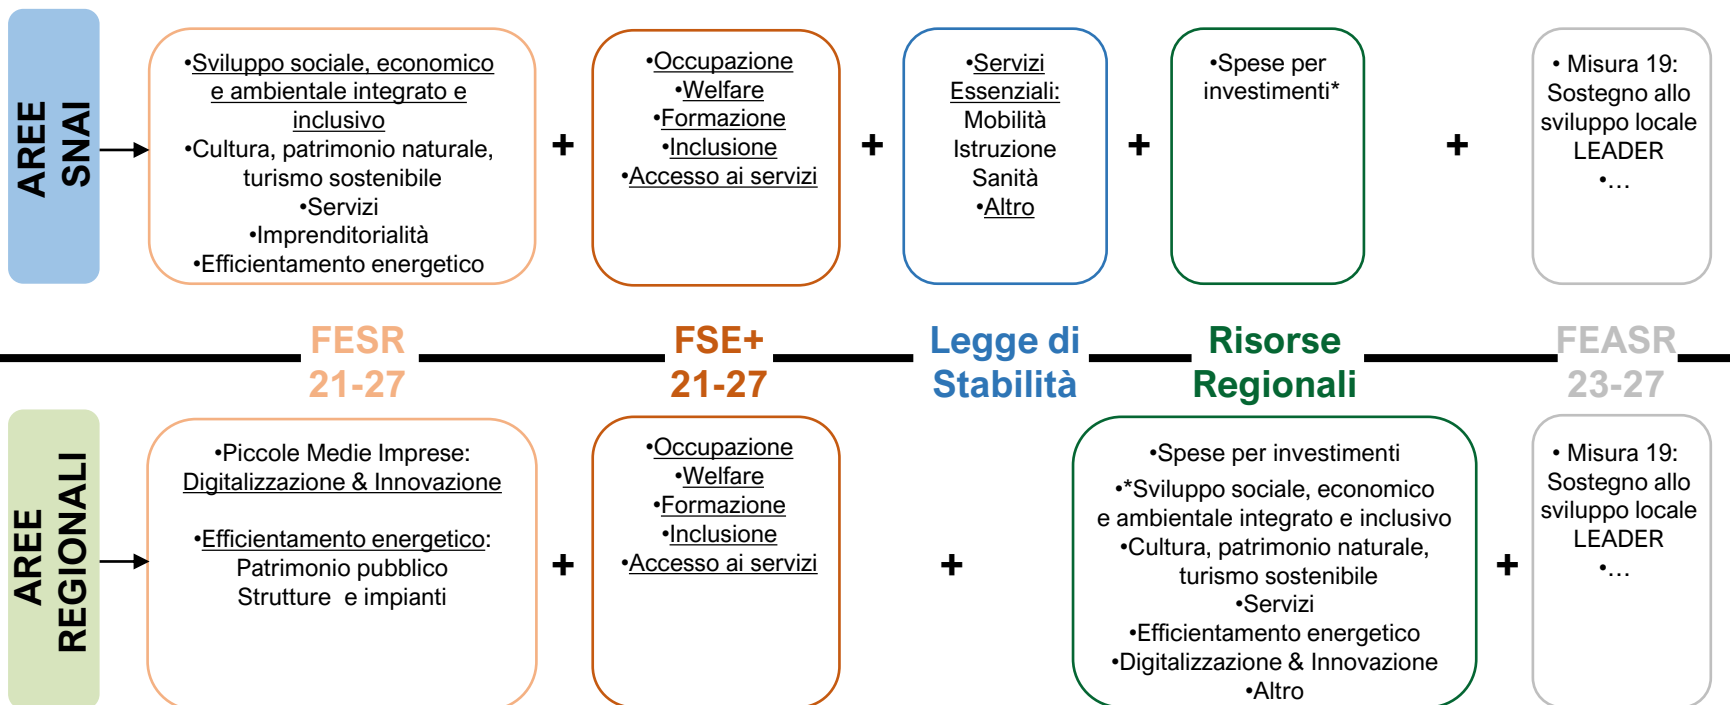 AREE
SNAI
•Sviluppo sociale, economico
e ambientale integrato e
inclusivo
•Cultura, patrimonio naturale,
turismo sostenibile
•Servizi
•Imprenditorialità
•Efficientamento energetico
+
•Occupazione
•Welfare
•Formazione
•Inclusione
•Accesso ai servizi
+
•Servizi
Essenziali:
Mobilità
Istruzione
Sanità
•Altro
+
•Spese per
investimenti*
+
• Misura 19:
Sostegno allo
sviluppo locale
LEADER
•…
FESR
21-27
FSE+
21-27
Legge di
Stabilità
Risorse
Regionali
FEASR
23-27
AREE
REGIONALI
•Piccole Medie Imprese:
Digitalizzazione & Innovazione
•Efficientamento energetico:
Patrimonio pubblico
Strutture e impianti
+
•Occupazione
•Welfare
•Formazione
•Inclusione
•Accesso ai servizi
+
•Spese per investimenti
•*Sviluppo sociale, economico
e ambientale integrato e inclusivo
•Cultura, patrimonio naturale,
turismo sostenibile
•Servizi
•Efficientamento energetico
•Digitalizzazione & Innovazione
•Altro
+
• Misura 19:
Sostegno allo
sviluppo locale
LEADER
•…